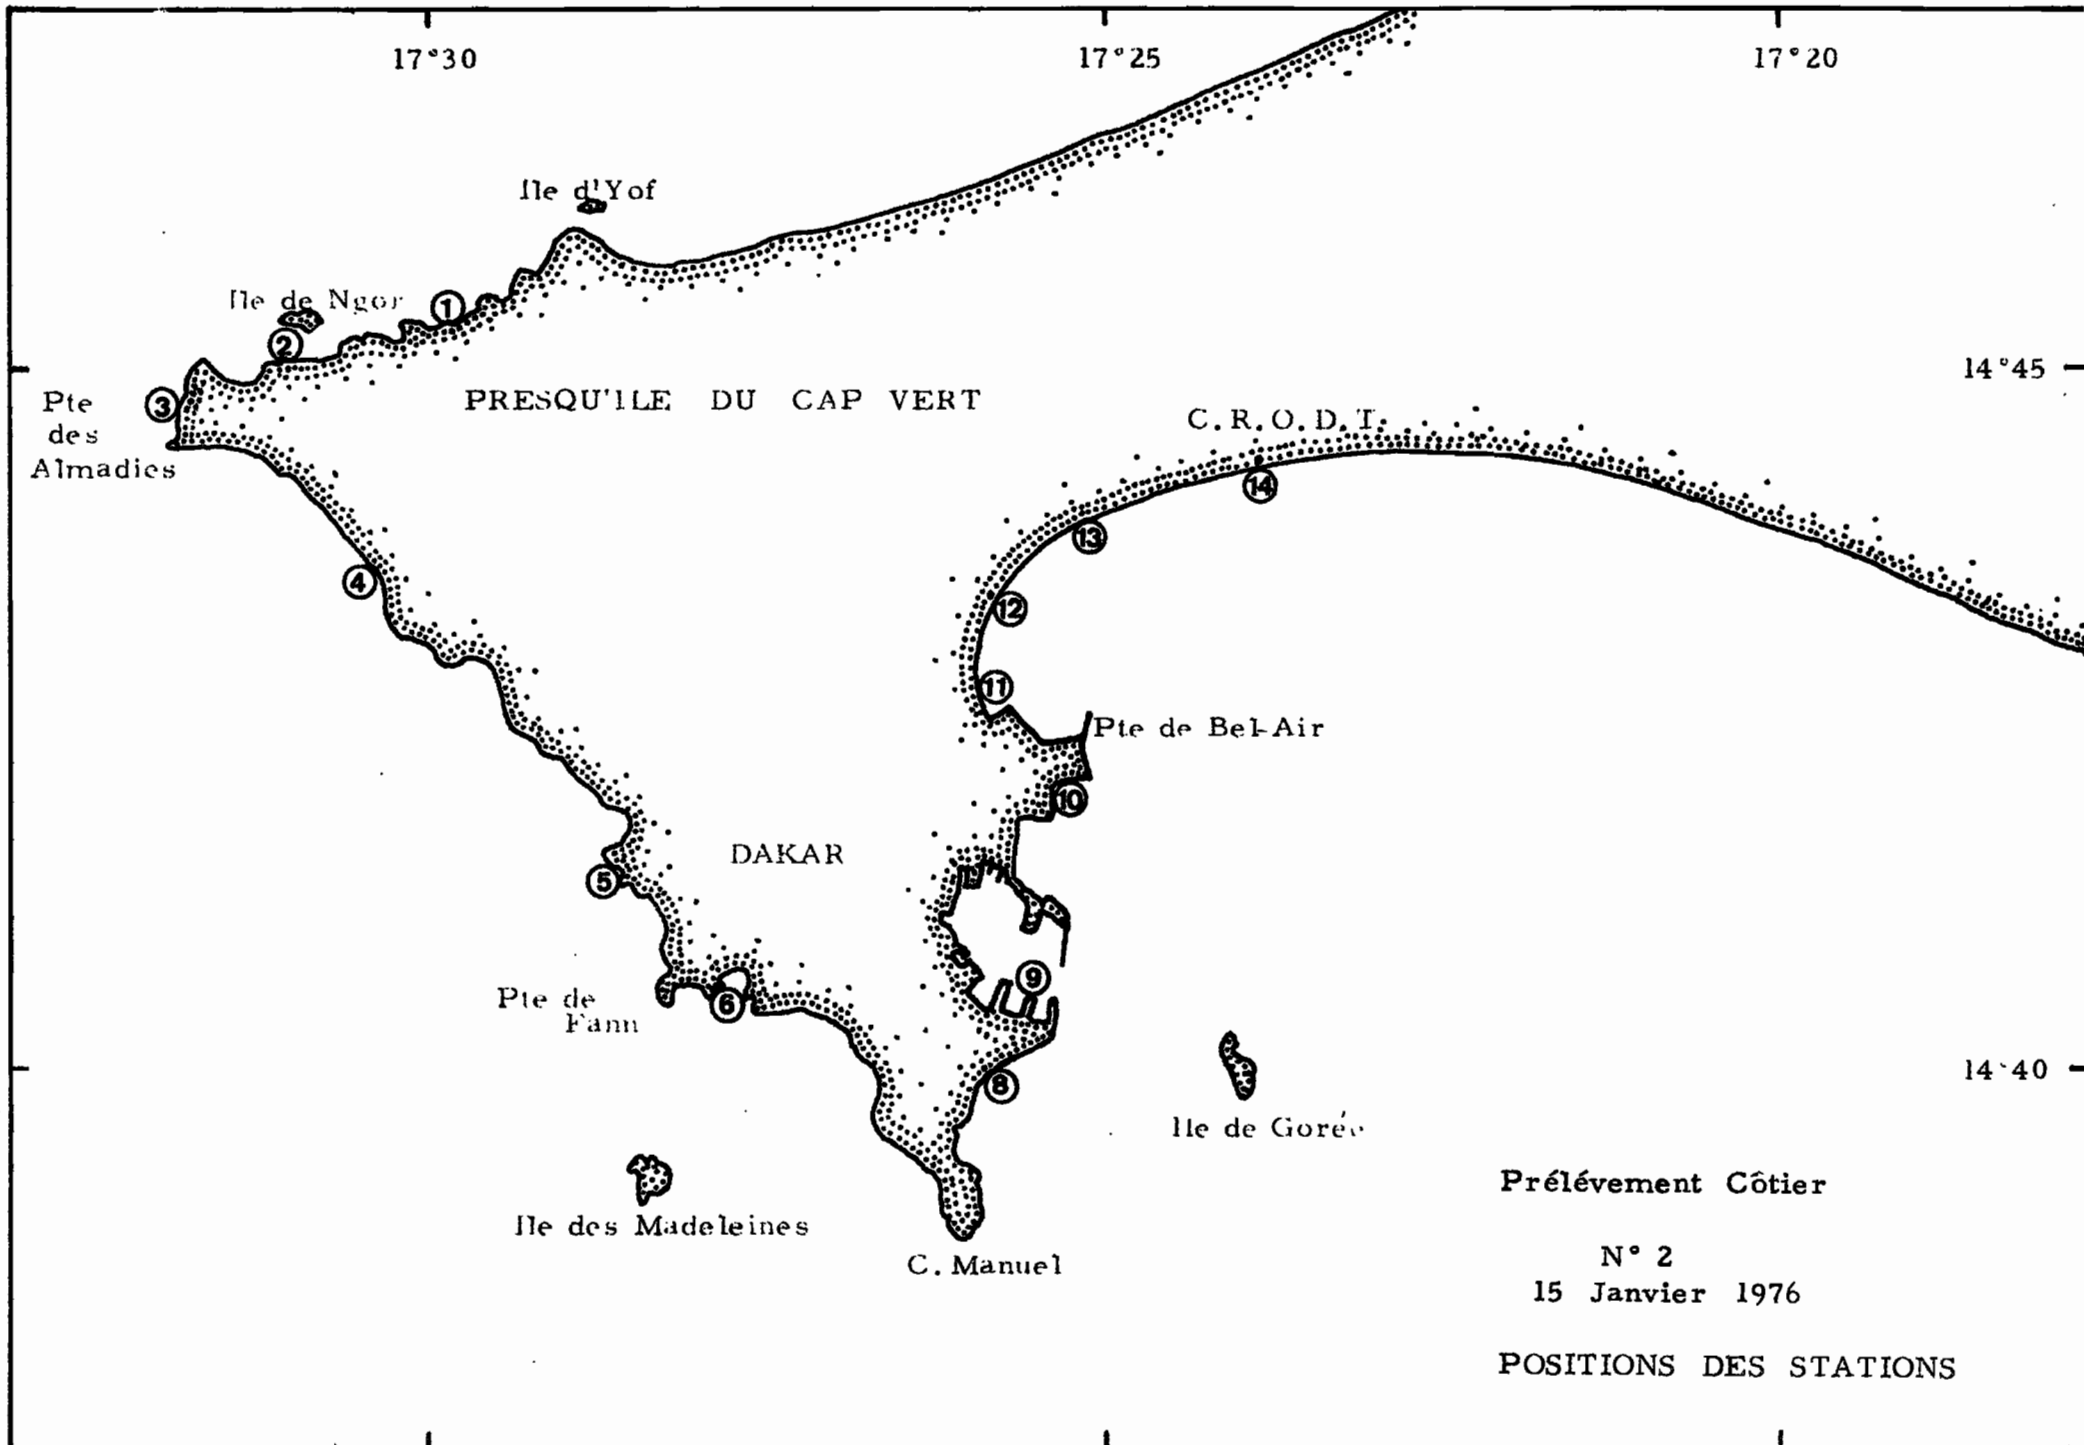 17°30
17°25
17°20
Ile d'Yof
Ile de Ngor
1
2
14°45
3
Pte
des
Almadies
PRESQU'ILE DU CAP VERT
C.R.O.D.T.
14
13
4
12
11
Pte de Bel-Air
10
DAKAR
5
9
Pte de
Fann
6
14°40
8
Ile de Gorée
Ile des Madeleines
C. Manuel
Prélévement Côtier
N° 2
15 Janvier 1976
POSITIONS DES STATIONS